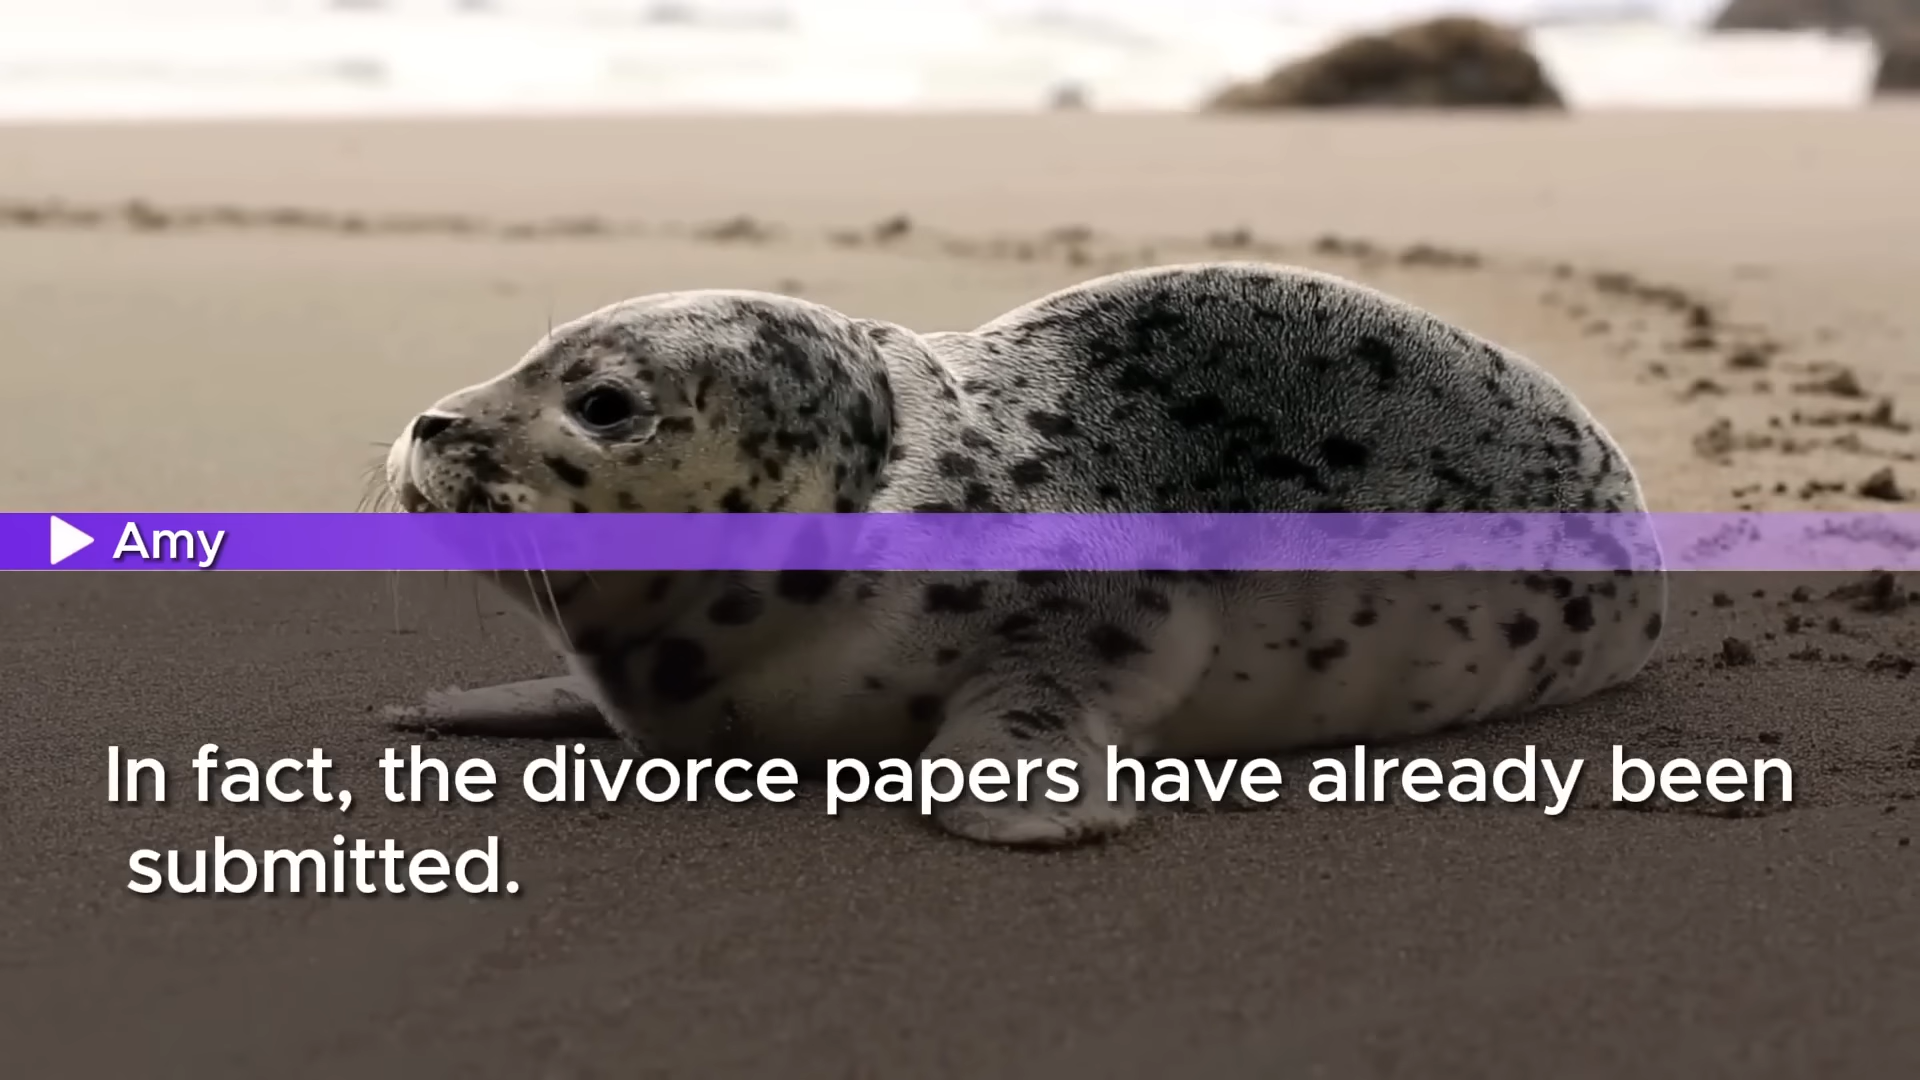 Amy
In fact, the divorce papers have already been
submitted.